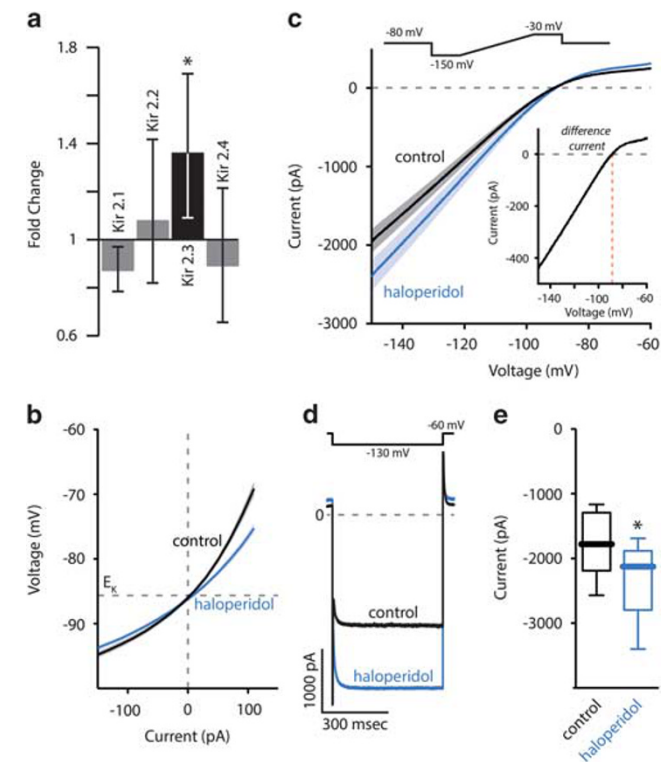 a
1.8
1.4
1
0.6
Fold Change
Kir 2.1
Kir 2.2
*
Kir 2.3
Kir 2.4
c
-80 mV
-150 mV
-30 mV
0
-1000
-2000
-3000
Current (pA)
control
haloperidol
-140
-120
-100
-80
-60
Voltage (mV)
difference
current
0
-200
-400
Current (pA)
-140
-100
-60
Voltage (mV)
b
-60
-70
-80
-90
Voltage (mV)
control
EK
haloperidol
-100
0
100
Current (pA)
d
-60 mV
-130 mV
0
control
haloperidol
1000 pA
300 msec
e
0
-1000
-2000
-3000
Current (pA)
*
control
haloperidol